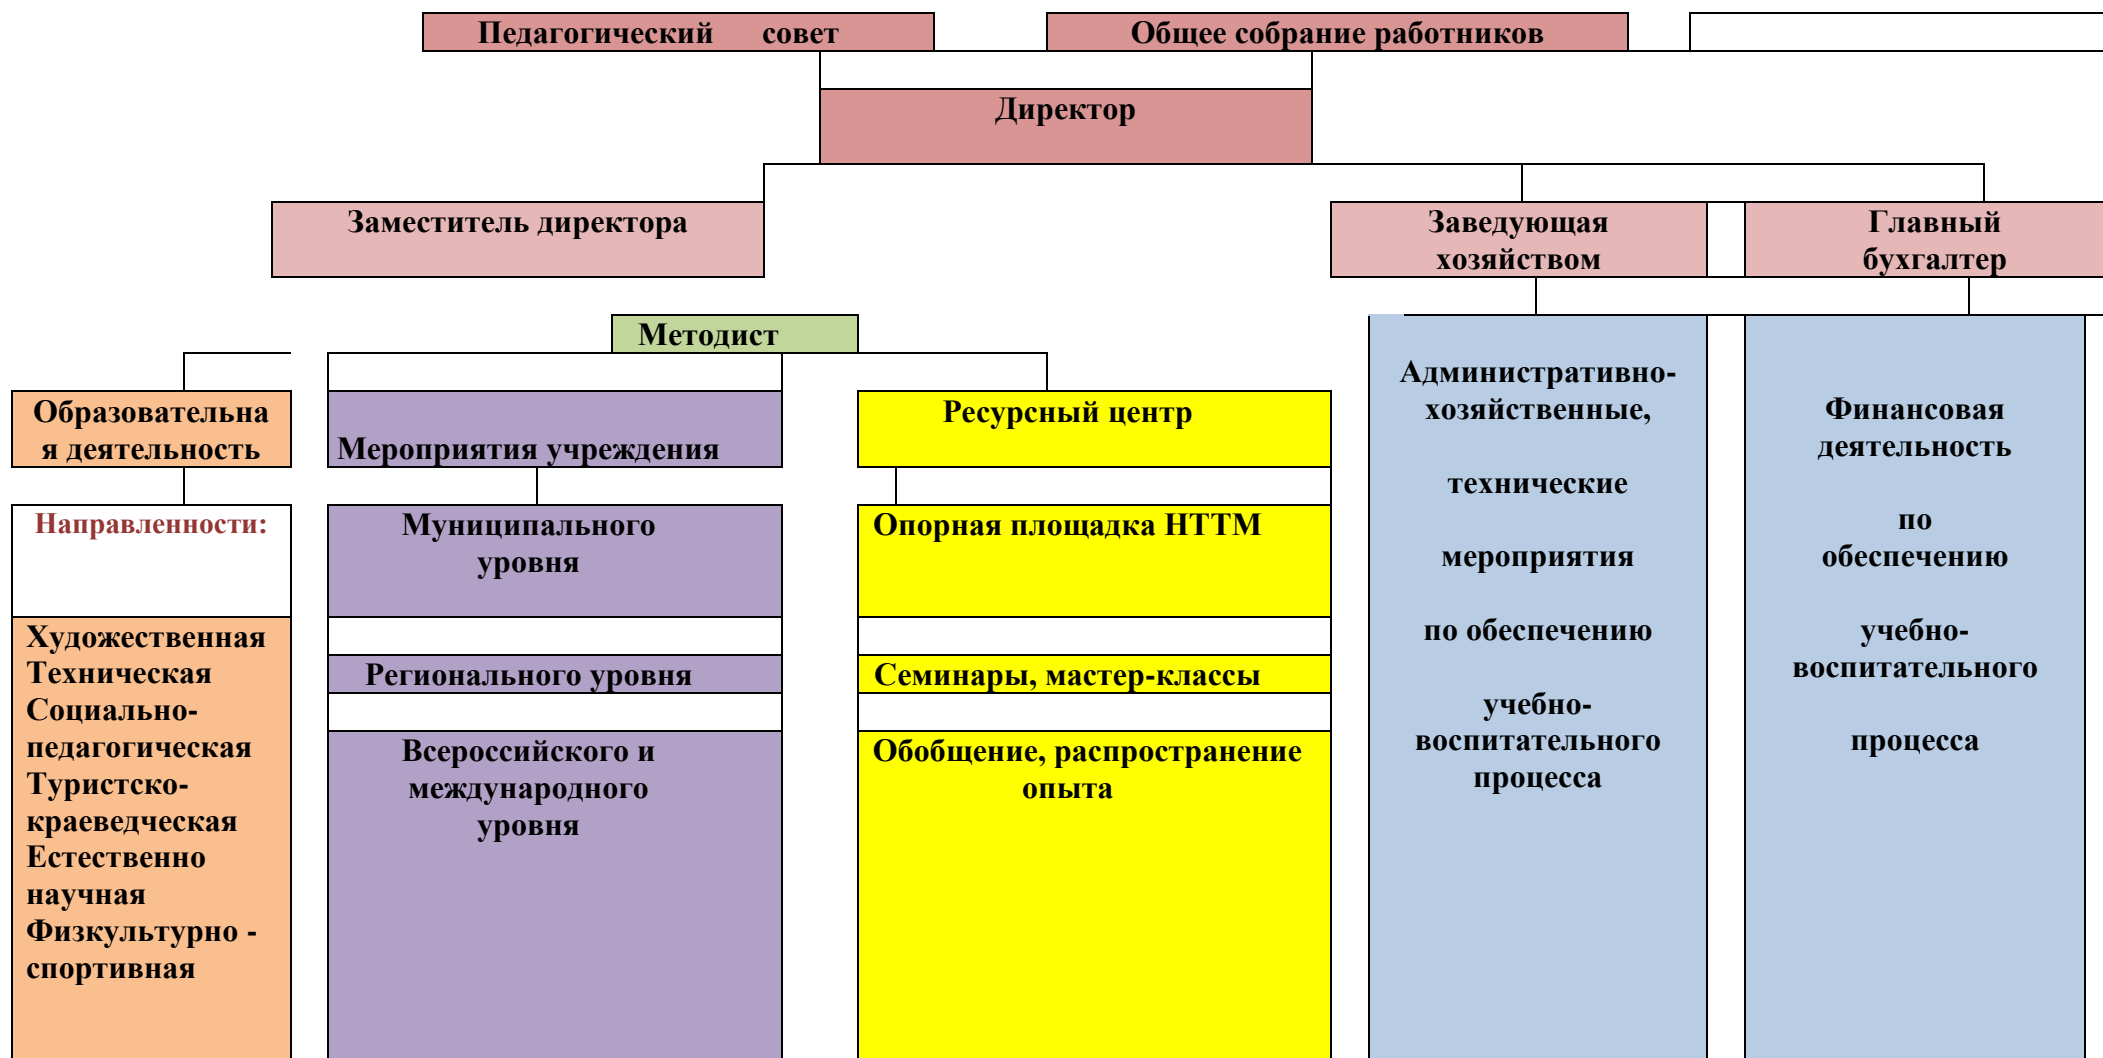 Педагогический совет
Общее собрание работников
Директор
Заместитель директора
Заведующая
хозяйством
Главный
бухгалтер
Методист
Образовательна
я деятельность
Мероприятия учреждения
Ресурсный центр
Направленности:
Художественная
Техническая
Социально-
педагогическая
Туристско-
краеведческая
Естественно
научная
Физкультурно -
спортивная
Муниципального
уровня
Регионального уровня
Всероссийского и
международного
уровня
Опорная площадка НТТМ
Семинары, мастер-классы
Обобщение, распространение
опыта
Административно-
хозяйственные,
технические
мероприятия
по обеспечению
учебно-
воспитательного
процесса
Финансовая
деятельность
по
обеспечению
учебно-
воспитательного
процесса